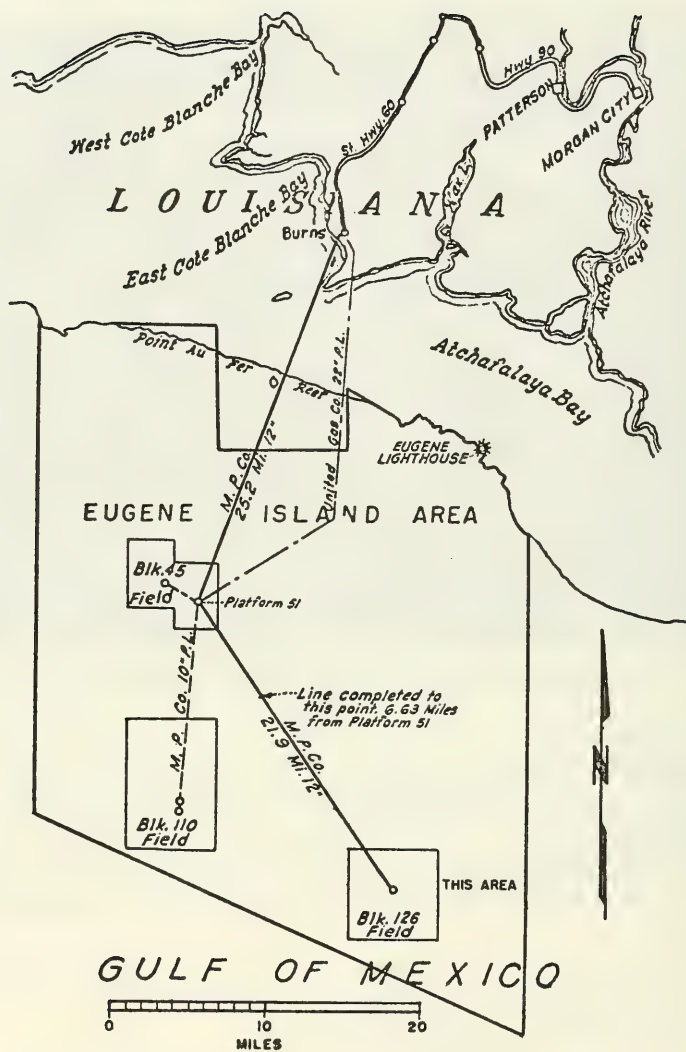 West Cote Blanche Bay
St. Hwy. 60
Hwy 90
PATTERSON
MORGAN CITY
LOUISIANA
Wax L.
Burns
East Cote Blanche Bay
Atchafalaya River
Point Au Fer Reef
Atchafalaya Bay
United Gas Co. 22" P.L.
EUGENE
LIGHTHOUSE
M. P. Co.
25.2 Mi. 12"
EUGENE ISLAND AREA
Blk. 45
Field
Platform 51
M. P. Co. 10" P.L.
Line completed to
this point. 6.63 Miles
from Platform 51
M. P. Co.
21.9 Mi. 12"
N
Blk. 110
Field
THIS AREA
Blk. 126
Field
GULF OF MEXICO
0 10 20
MILES